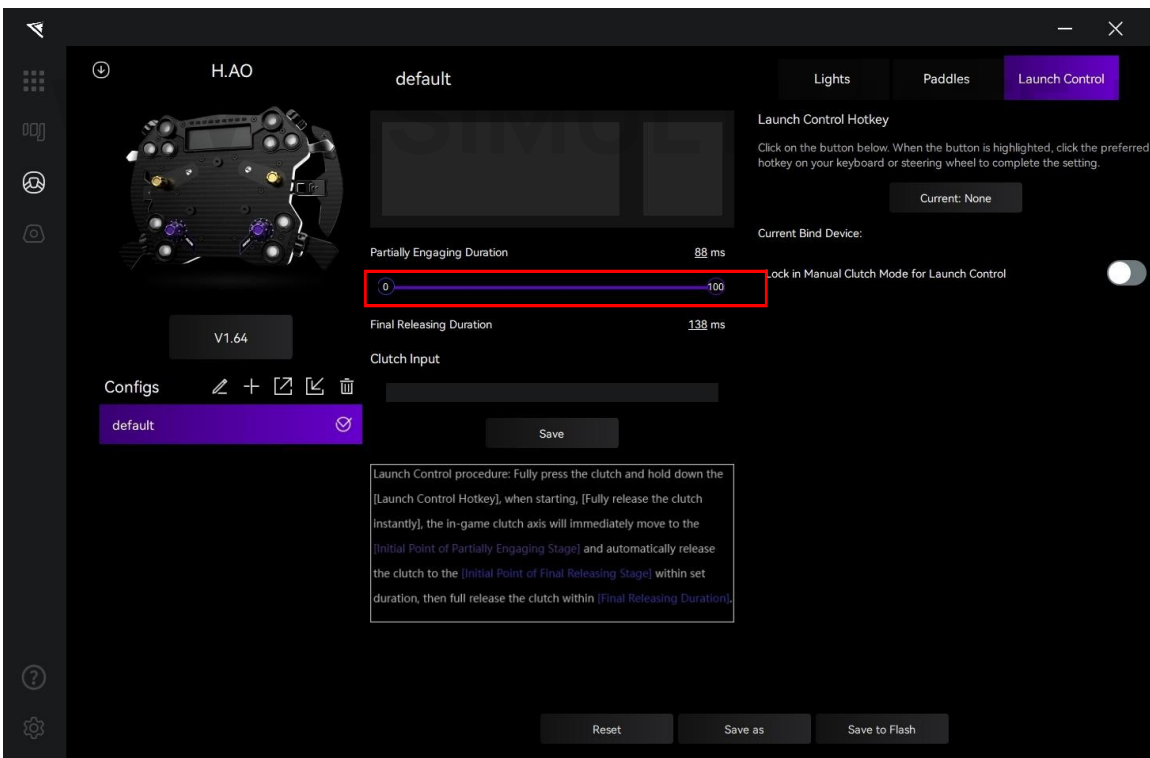 H.AO
default
Lights
Paddles
Launch Control
Launch Control Hotkey
Click on the button below. When the button is highlighted, click the preferred
hotkey on your keyboard or steering wheel to complete the setting.
Current: None
Current Bind Device:
Lock in Manual Clutch Mode for Launch Control
Partially Engaging Duration
88 ms
0
100
Final Releasing Duration
138 ms
Clutch Input
Save
Launch Control procedure: Fully press the clutch and hold down the
[Launch Control Hotkey], when starting, [Fully release the clutch
instantly], the in-game clutch axis will immediately move to the
[Initial Point of Partially Engaging Stage] and automatically release
the clutch to the [Initial Point of Final Releasing Stage] within set
duration, then full release the clutch within [Final Releasing Duration].
V1.64
Configs
default
Reset
Save as
Save to Flash